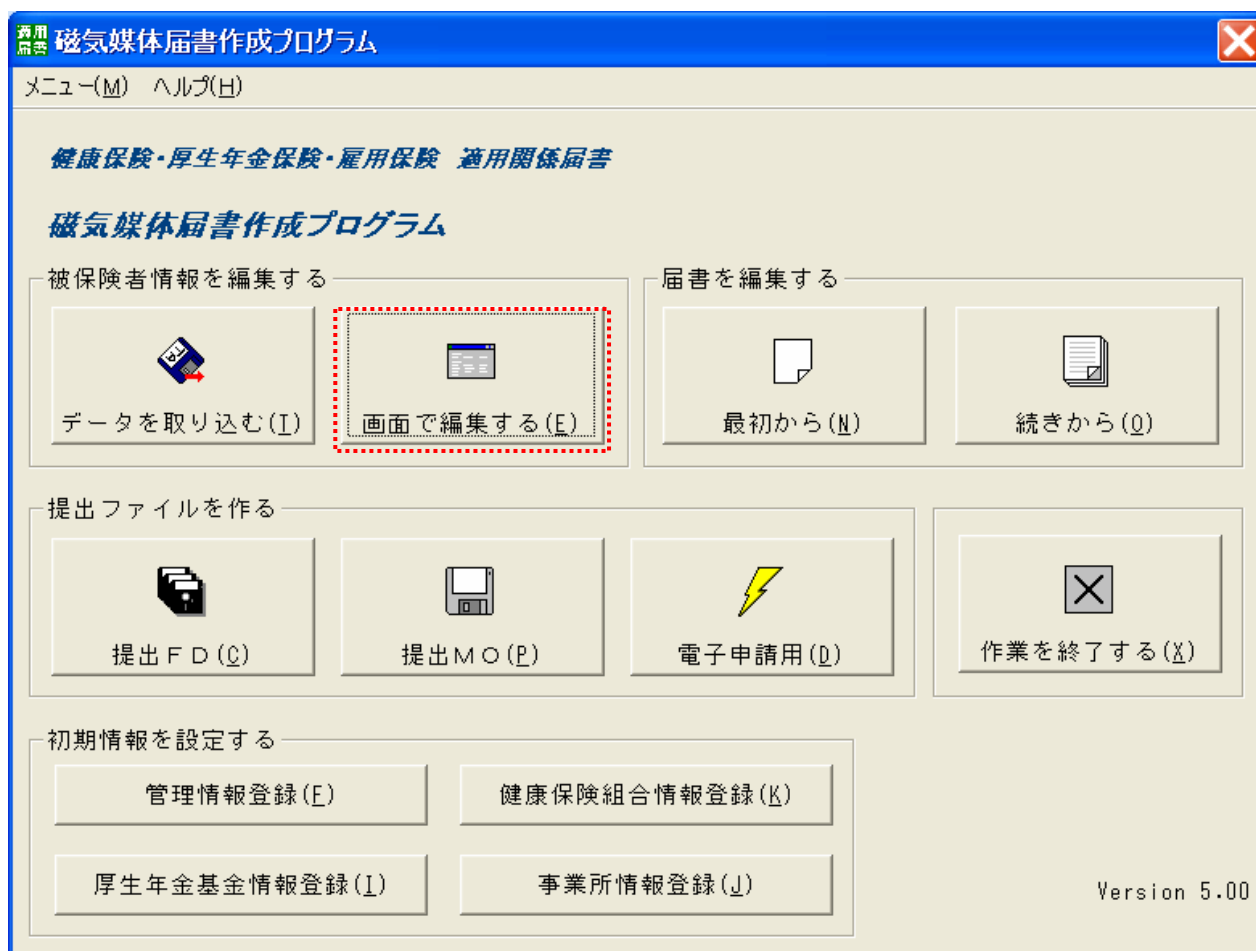 磁気媒体届書作成プログラム
メニュー(M) ヘルプ(H)
健康保険・厚生年金保険・雇用保険 適用関係届書
磁気媒体届書作成プログラム
被保険者情報を編集する
データを取り込む(T)
画面で編集する(E)
届書を編集する
最初から(N)
続きから(O)
提出ファイルを作る
提出FD(C)
提出MO(P)
電子申請用(D)
作業を終了する(X)
初期情報を設定する
管理情報登録(F)
健康保険組合情報登録(K)
厚生年金基金情報登録(I)
事業所情報登録(J)
Version 5.00